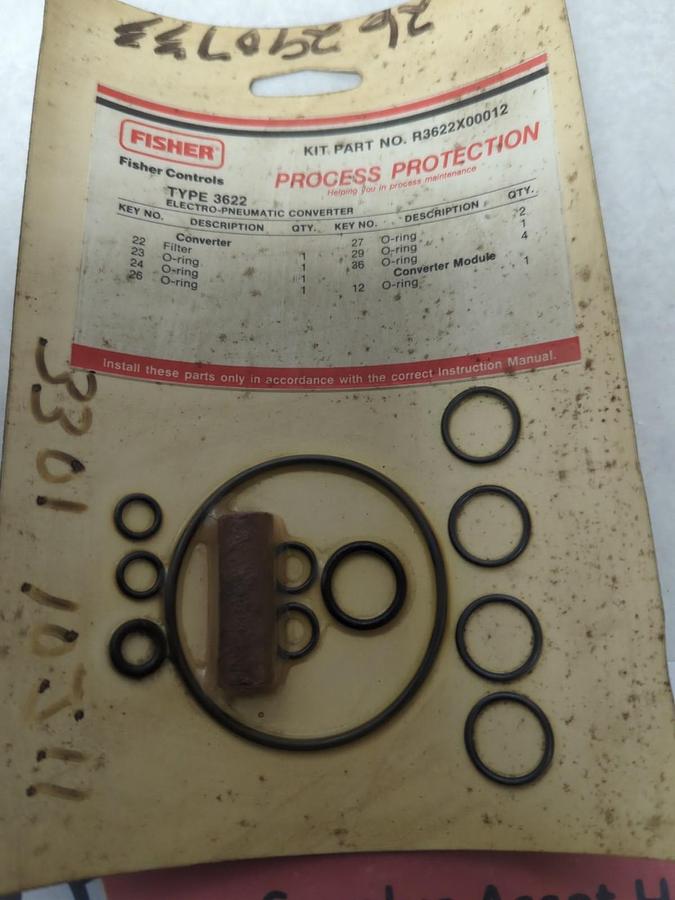 26 290733
FISHER
Fisher Controls
KIT PART NO. R3622X00012
PROCESS PROTECTION
Helping you in process maintenance
TYPE 3622
ELECTRO-PNEUMATIC CONVERTER
KEY NO. DESCRIPTION QTY. KEY NO. DESCRIPTION QTY.
Converter
22 Filter 1
23 O-ring 1
24 O-ring 1
26 O-ring 1
27 O-ring 2
29 O-ring 1
36 O-ring 4
Converter Module
12 O-ring 1
Install these parts only in accordance with the correct Instruction Manual.
3301
Surplus Asset